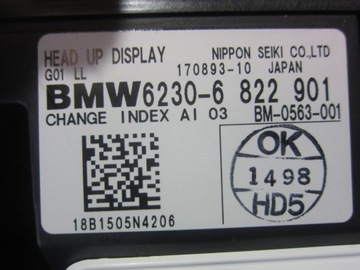 HEAD UP DISPLAY NIPPON SEIKI CO.,LTD
G01 LL 170893-10 JAPAN
BMW6230-6 822 901
CHANGE INDEX AI 03 BM-0563-001
OK
1498
HD5
18B1505N4206